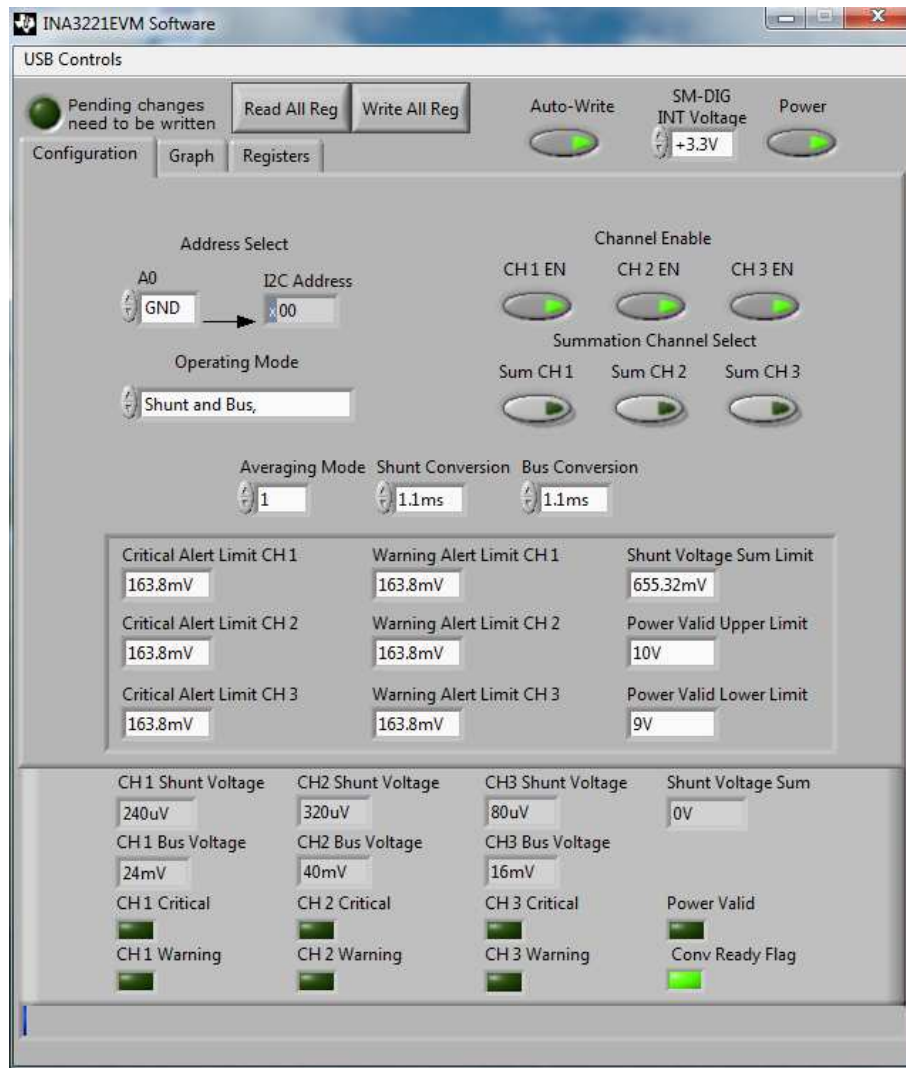 INA3221EVM Software
USB Controls
Pending changes
need to be written
Read All Reg
Write All Reg
Auto-Write
SM-DIG
INT Voltage
+3.3V
Power
Configuration
Graph
Registers
Address Select
A0
GND
I2C Address
x00
Operating Mode
Shunt and Bus,
Channel Enable
CH 1 EN
CH 2 EN
CH 3 EN
Summation Channel Select
Sum CH 1
Sum CH 2
Sum CH 3
Averaging Mode
1
Shunt Conversion
1.1ms
Bus Conversion
1.1ms
Critical Alert Limit CH 1
163.8mV
Warning Alert Limit CH 1
163.8mV
Shunt Voltage Sum Limit
655.32mV
Critical Alert Limit CH 2
163.8mV
Warning Alert Limit CH 2
163.8mV
Power Valid Upper Limit
10V
Critical Alert Limit CH 3
163.8mV
Warning Alert Limit CH 3
163.8mV
Power Valid Lower Limit
9V
CH 1 Shunt Voltage
240uV
CH2 Shunt Voltage
320uV
CH3 Shunt Voltage
80uV
Shunt Voltage Sum
0V
CH 1 Bus Voltage
24mV
CH2 Bus Voltage
40mV
CH3 Bus Voltage
16mV
CH 1 Critical
CH 2 Critical
CH 3 Critical
Power Valid
CH 1 Warning
CH 2 Warning
CH 3 Warning
Conv Ready Flag